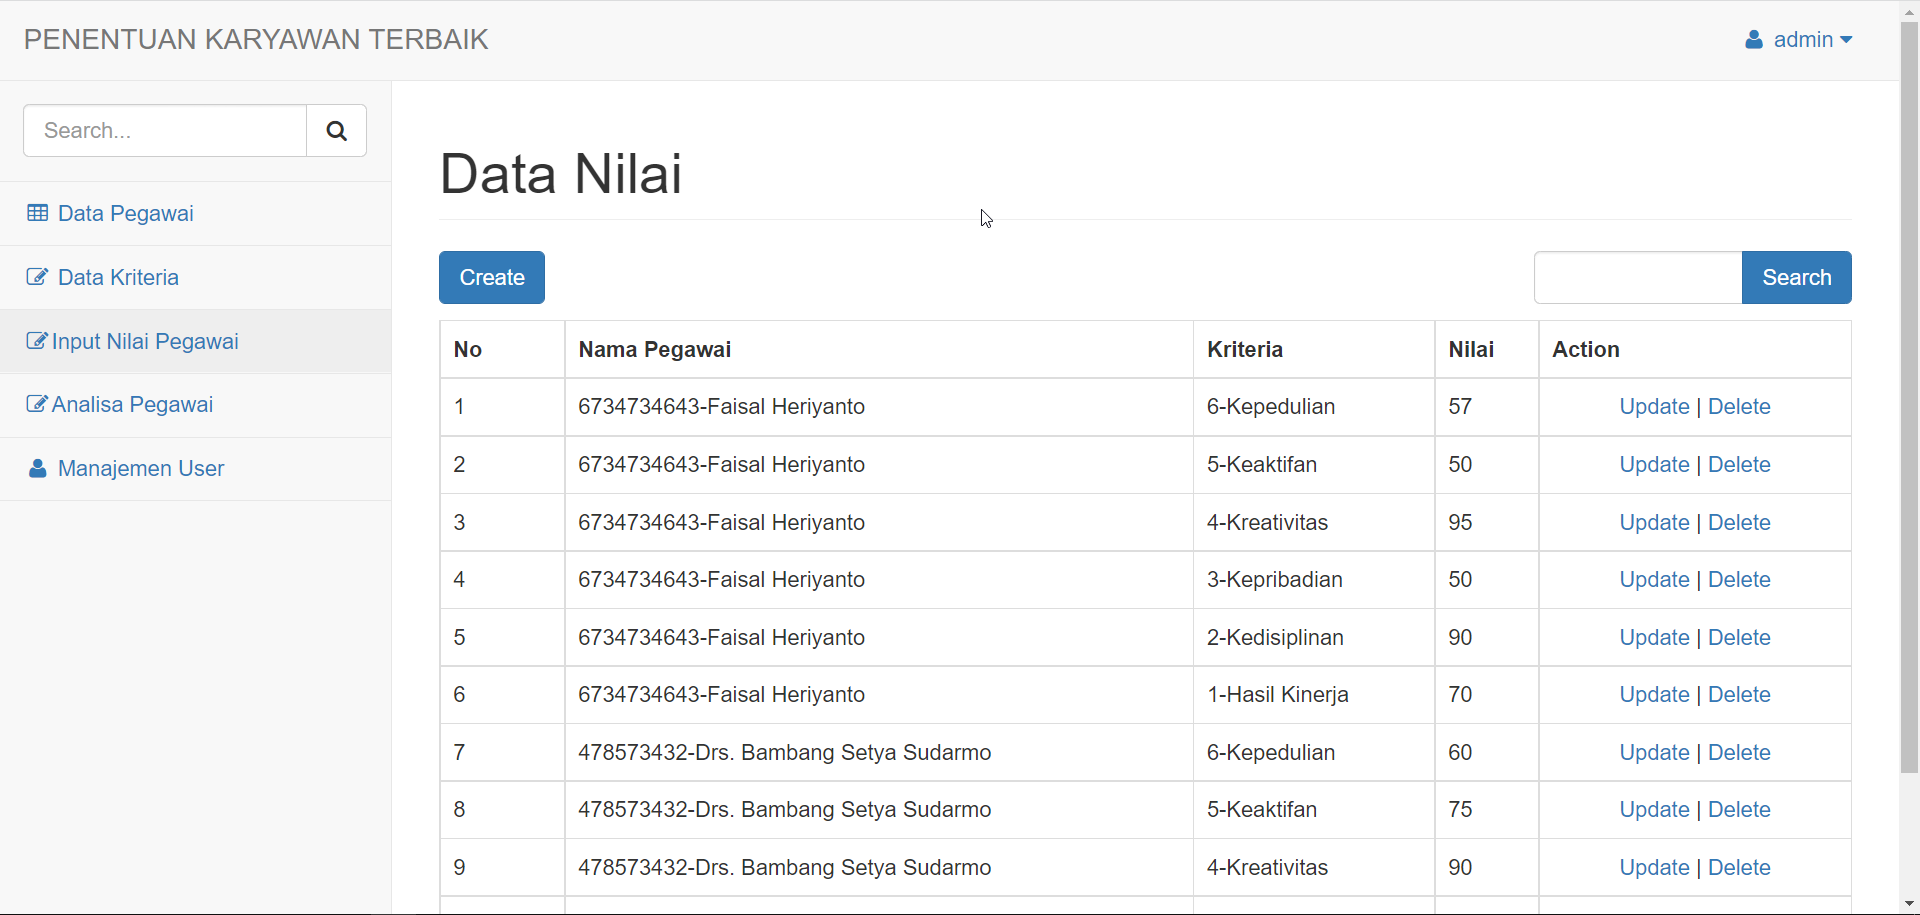 PENENTUAN KARYAWAN TERBAIK
admin
Search...
Data Pegawai
Data Kriteria
Input Nilai Pegawai
Analisa Pegawai
Manajemen User
Data Nilai
Create
Search
No Nama Pegawai Kriteria Nilai Action
1 6734734643-Faisal Heriyanto 6-Kepedulian 57 Update | Delete
2 6734734643-Faisal Heriyanto 5-Keaktifan 50 Update | Delete
3 6734734643-Faisal Heriyanto 4-Kreativitas 95 Update | Delete
4 6734734643-Faisal Heriyanto 3-Kepribadian 50 Update | Delete
5 6734734643-Faisal Heriyanto 2-Kedisiplinan 90 Update | Delete
6 6734734643-Faisal Heriyanto 1-Hasil Kinerja 70 Update | Delete
7 478573432-Drs. Bambang Setya Sudarmo 6-Kepedulian 60 Update | Delete
8 478573432-Drs. Bambang Setya Sudarmo 5-Keaktifan 75 Update | Delete
9 478573432-Drs. Bambang Setya Sudarmo 4-Kreativitas 90 Update | Delete